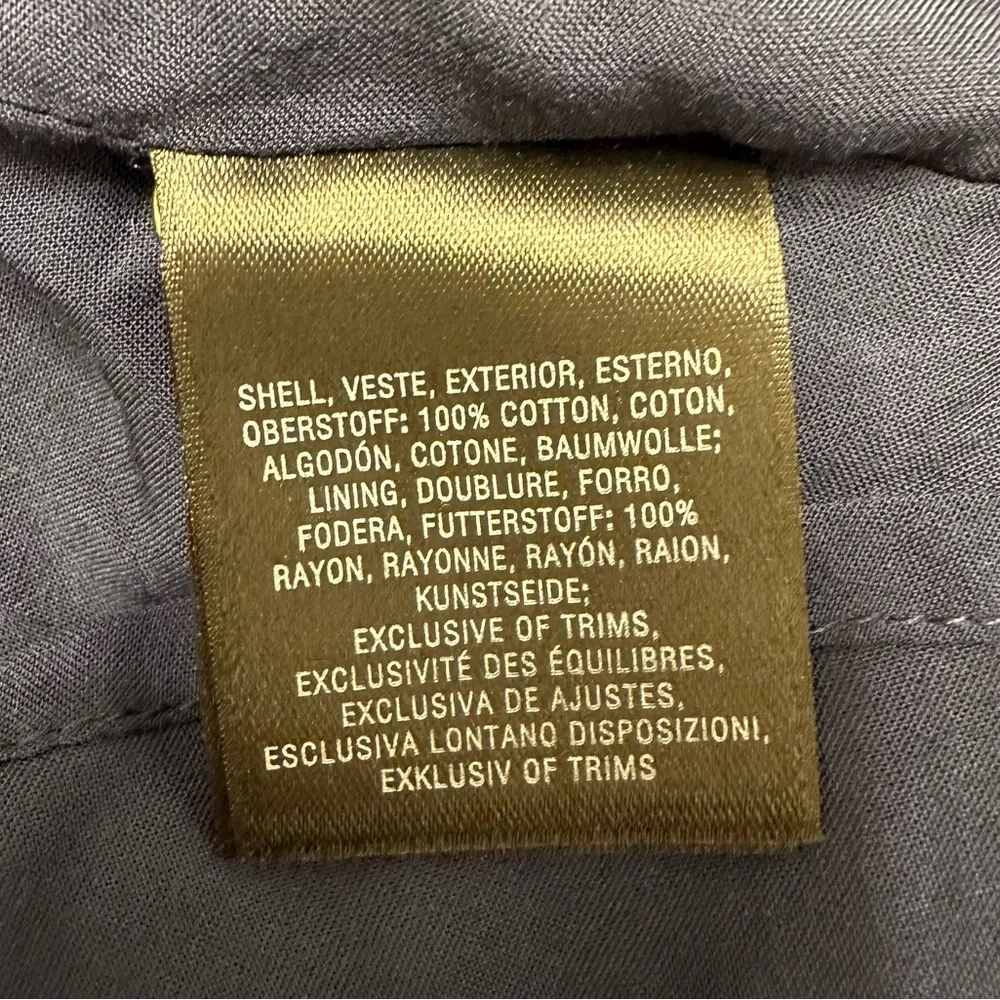 SHELL, VESTE, EXTERIOR, ESTERNO,
OBERSTOFF: 100% COTTON, COTON,
ALGODÓN, COTONE, BAUMWOLLE;
LINING, DOUBLURE, FORRO,
FODERA, FUTTERSTOFF: 100%
RAYON, RAYONNE, RAYÓN, RAION,
KUNSTSEIDE;
EXCLUSIVE OF TRIMS,
EXCLUSIVITÉ DES ÉQUILIBRES,
EXCLUSIVA DE AJUSTES,
ESCLUSIVA LONTANO DISPOSIZIONI,
EXKLUSIV OF TRIMS